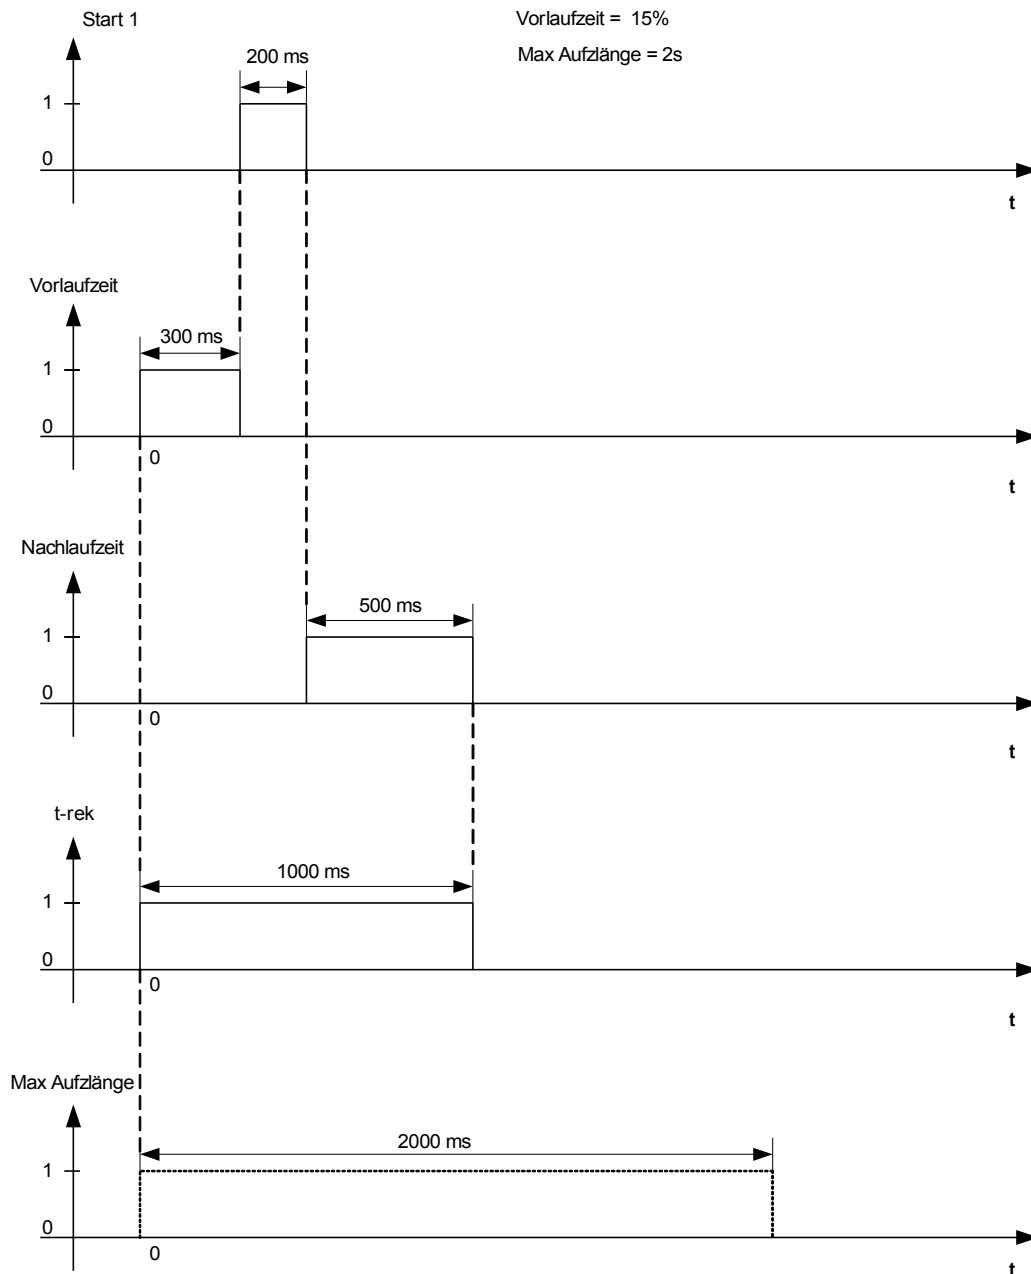 Start 1
Vorlaufzeit = 15%
Max Aufzlänge = 2s
200 ms
1
0
t
Vorlaufzeit
300 ms
1
0
0
t
Nachlaufzeit
500 ms
1
0
0
t
t-rek
1000 ms
1
0
0
t
Max Aufzlänge
2000 ms
1
0
0
t